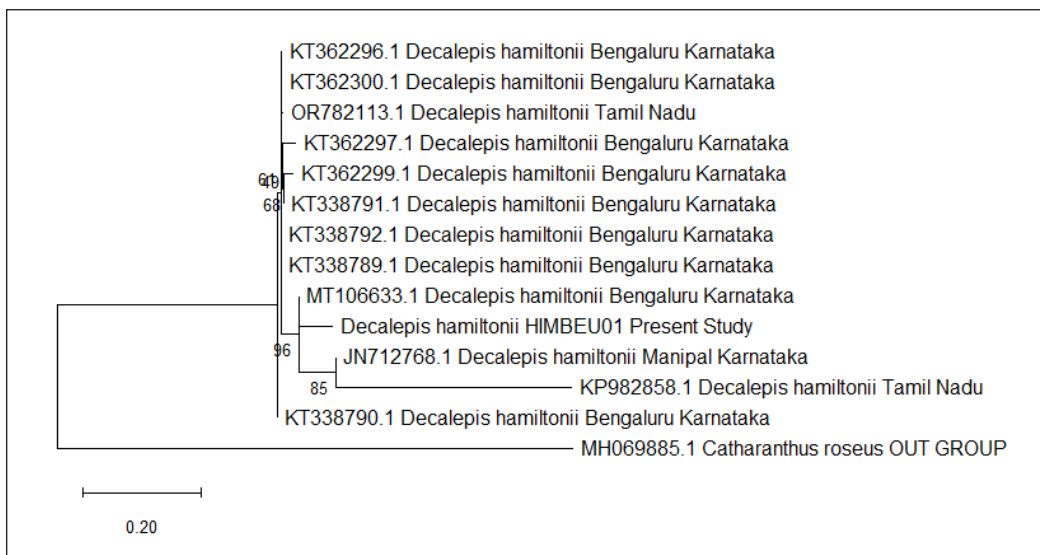 KT362296.1 Decalepis hamiltonii Bengaluru Karnataka
KT362300.1 Decalepis hamiltonii Bengaluru Karnataka
OR782113.1 Decalepis hamiltonii Tamil Nadu
KT362297.1 Decalepis hamiltonii Bengaluru Karnataka
KT362299.1 Decalepis hamiltonii Bengaluru Karnataka
61
49
68
KT338791.1 Decalepis hamiltonii Bengaluru Karnataka
KT338792.1 Decalepis hamiltonii Bengaluru Karnataka
KT338789.1 Decalepis hamiltonii Bengaluru Karnataka
MT106633.1 Decalepis hamiltonii Bengaluru Karnataka
Decalepis hamiltonii HIMBEU01 Present Study
96
JN712768.1 Decalepis hamiltonii Manipal Karnataka
85
KP982858.1 Decalepis hamiltonii Tamil Nadu
KT338790.1 Decalepis hamiltonii Bengaluru Karnataka
MH069885.1 Catharanthus roseus OUT GROUP
0.20